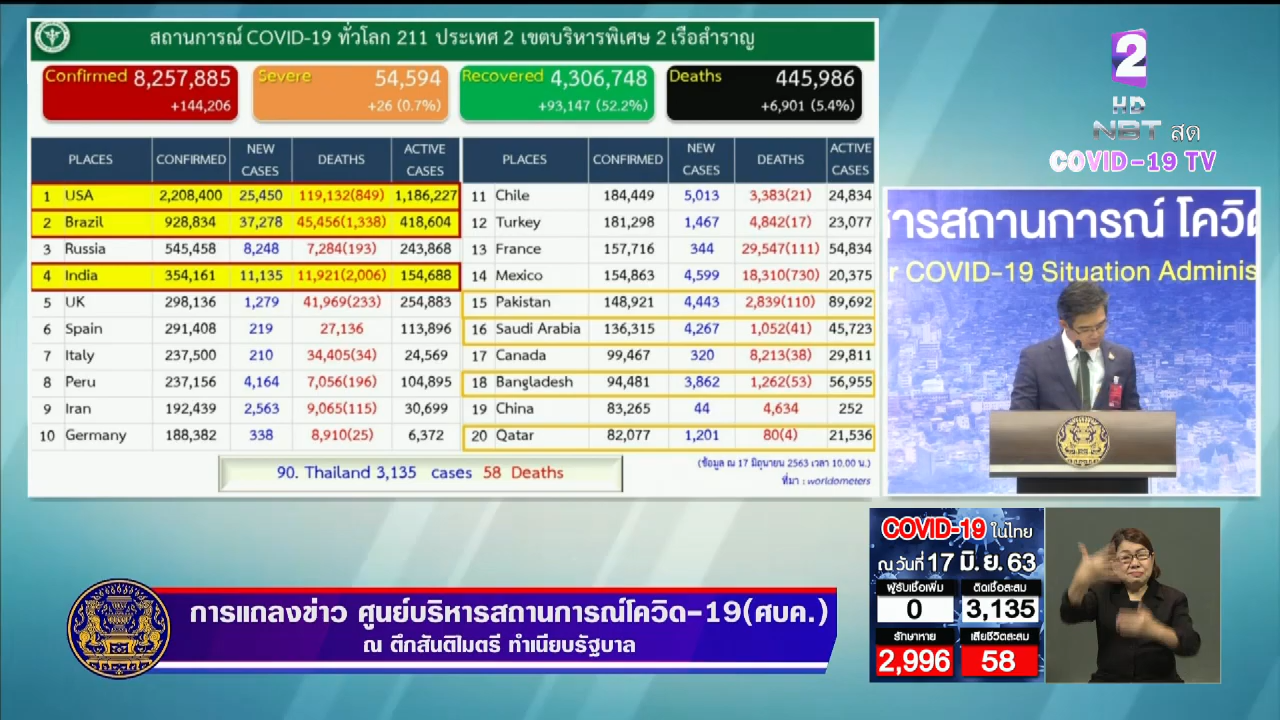 สถานการณ์ COVID-19 ทั่วโลก 211 ประเทศ 2 เขตบริหารพิเศษ 2 เรือสำราญ
Confirmed 8,257,885
+144,206
Severe 54,594
+26 (0.7%)
Recovered 4,306,748
+93,147 (52.2%)
Deaths 445,986
+6,901 (5.4%)
PLACES CONFIRMED NEW CASES DEATHS ACTIVE CASES
1 USA 2,208,400 25,450 119,132(849) 1,186,227
2 Brazil 928,834 37,278 45,456(1,338) 418,604
3 Russia 545,458 8,248 7,284(193) 243,868
4 India 354,161 11,135 11,921(2,006) 154,688
5 UK 298,136 1,279 41,969(233) 254,883
6 Spain 291,408 219 27,136 113,896
7 Italy 237,500 210 34,405(34) 24,569
8 Peru 237,156 4,164 7,056(196) 104,895
9 Iran 192,439 2,563 9,065(115) 30,699
10 Germany 188,382 338 8,910(25) 6,372
PLACES CONFIRMED NEW CASES DEATHS ACTIVE CASES
11 Chile 184,449 5,013 3,383(21) 24,834
12 Turkey 181,298 1,467 4,842(17) 23,077
13 France 157,716 344 29,547(111) 54,834
14 Mexico 154,863 4,599 18,310(730) 20,375
15 Pakistan 148,921 4,443 2,839(110) 89,692
16 Saudi Arabia 136,315 4,267 1,052(41) 45,723
17 Canada 99,467 320 8,213(38) 29,811
18 Bangladesh 94,481 3,862 1,262(53) 56,955
19 China 83,265 44 4,634 252
20 Qatar 82,077 1,201 80(4) 21,536
90. Thailand 3,135 cases 58 Deaths
(ข้อมูล ณ 17 มิถุนายน 2563 เวลา 10.00 น.)
ที่มา : worldometers
2
HD
NBT สด
COVID-19 TV
ารสถานการณ์ โควิด
r COVID-19 Situation Adminis
COVID-19 ในไทย
ณ วันที่ 17 มิ.ย. 63
ผู้รับเชื้อเพิ่ม ติดเชื้อสะสม
0 3,135
รักษาหาย เสียชีวิตสะสม
2,996 58
การแถลงข่าว ศูนย์บริหารสถานการณ์โควิด-19(ศบค.)
ณ ตึกสันติไมตรี ทำเนียบรัฐบาล